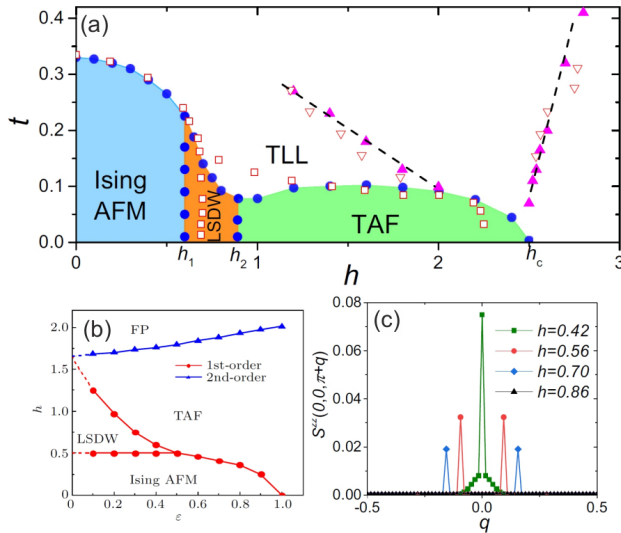 (a)
t
0.4
0.3
0.2
0.1
0.0
Ising
AFM
LSDW
TLL
TAF
0
h₁
h₂
1
2
h_c
3
h
(b)
FP
1st-order
2nd-order
TAF
LSDW
Ising AFM
h
2.0
1.5
1.0
0.5
0
0
0.2
0.4
0.6
0.8
1.0
ε
(c)
h=0.42
h=0.56
h=0.70
h=0.86
S^{zz}(0,0,π+q)
0.08
0.06
0.04
0.02
0.00
-0.5
0.0
0.5
q